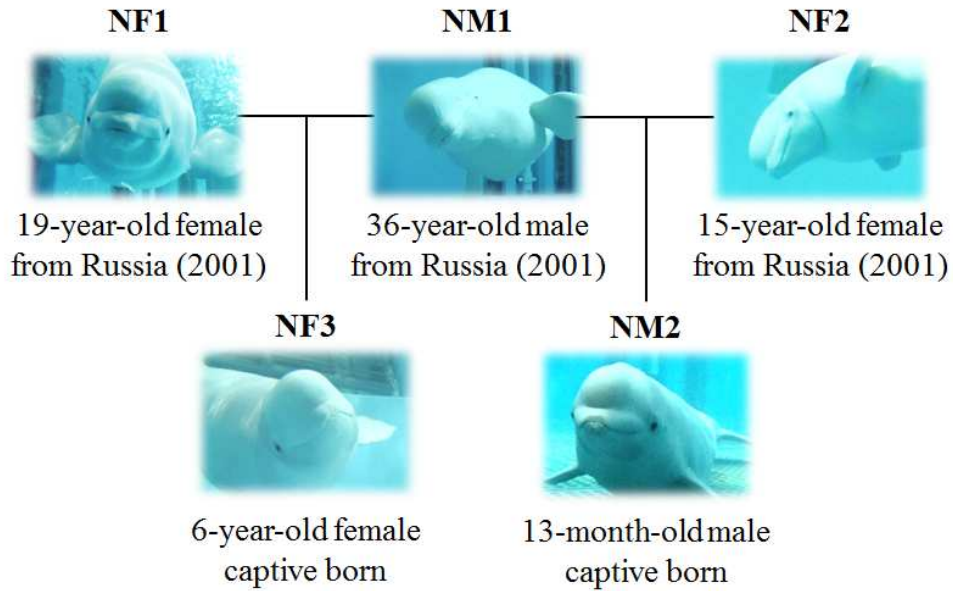 NF1
NM1
NF2
19-year-old female
from Russia (2001)
36-year-old male
from Russia (2001)
15-year-old female
from Russia (2001)
NF3
NM2
6-year-old female
captive born
13-month-old male
captive born